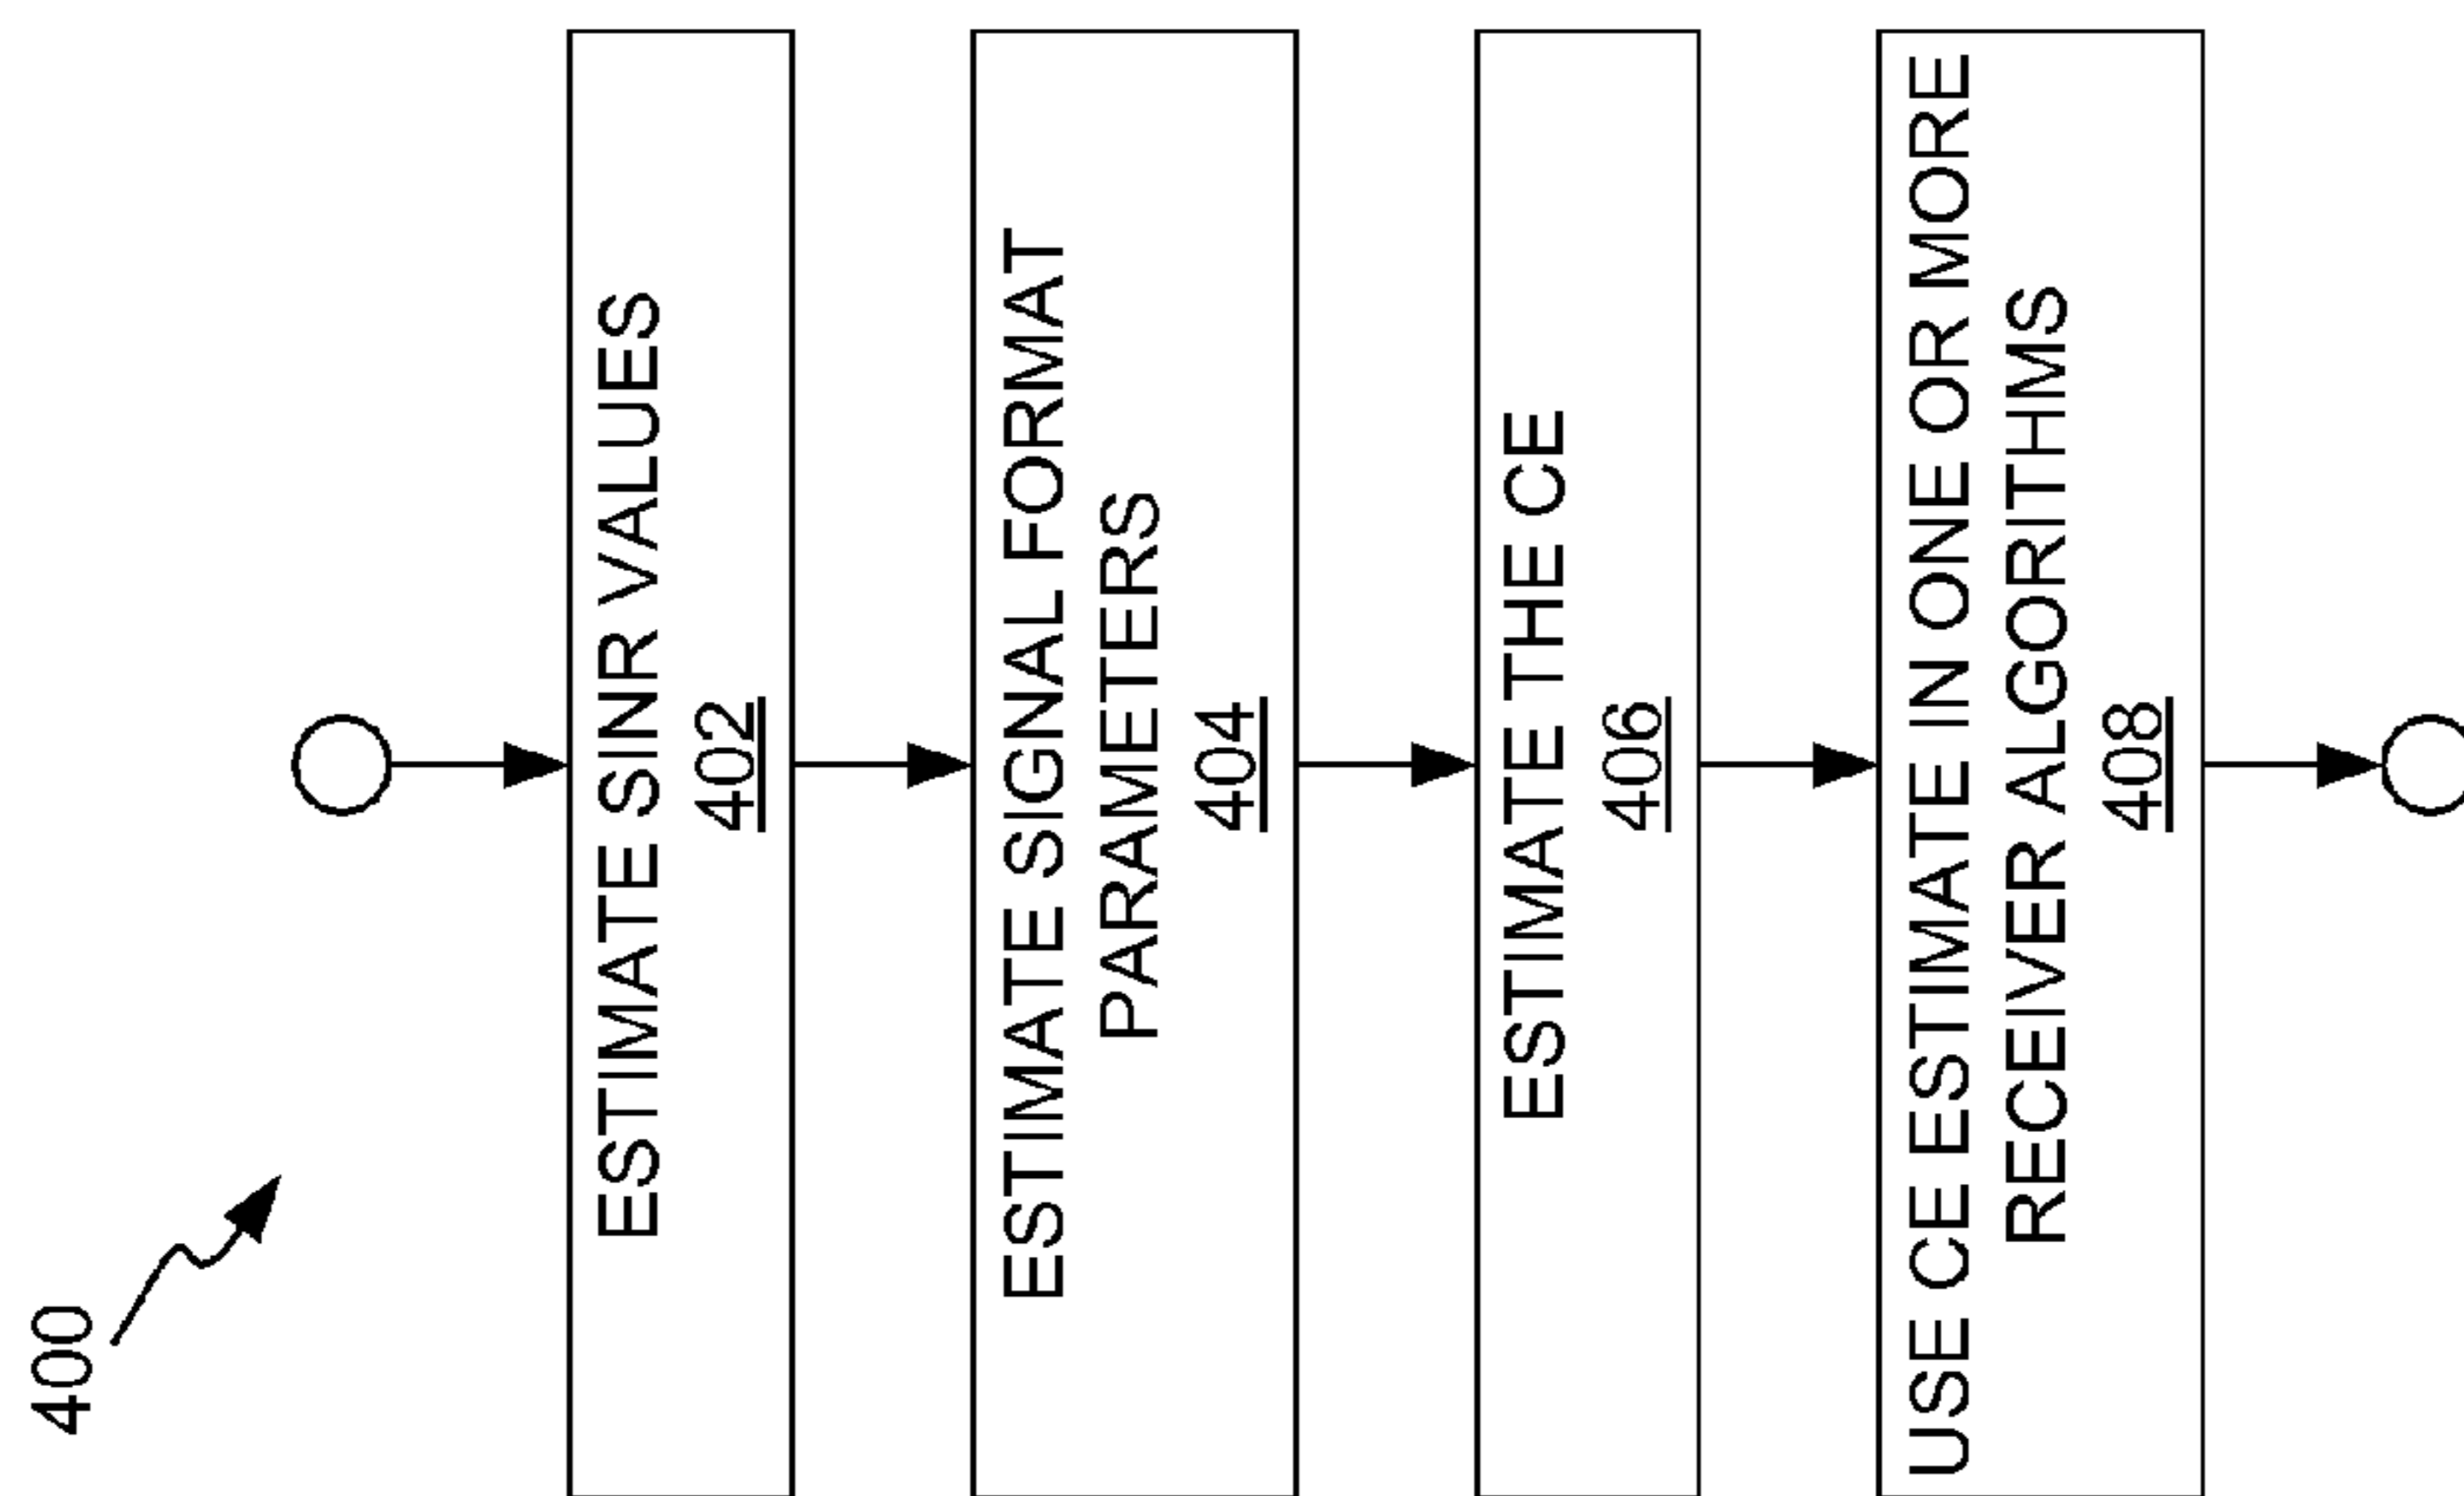 400
ESTIMATE SINR VALUES
402
ESTIMATE SIGNAL FORMAT
PARAMETERS
404
ESTIMATE THE CE
406
USE CE ESTIMATE IN ONE OR MORE
RECEIVER ALGORITHMS
408